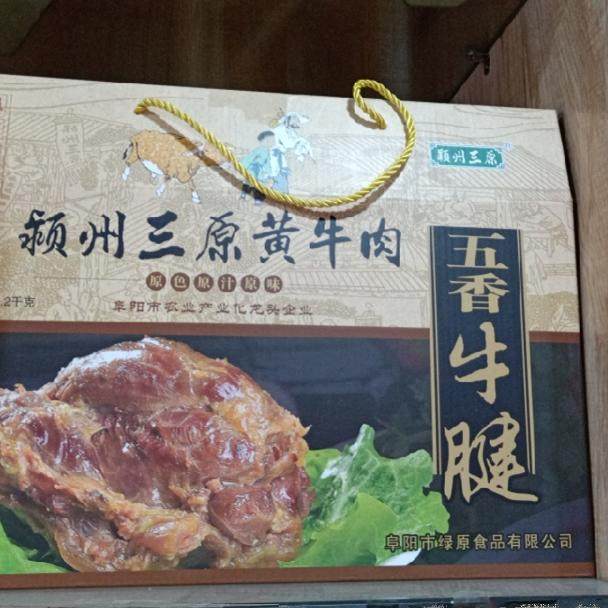 颍州三原
颍州三原黄牛肉
原色原汁原味
阜阳市农业产业化龙头企业
.2千克
五香牛腱
阜阳市绿原食品有限公司